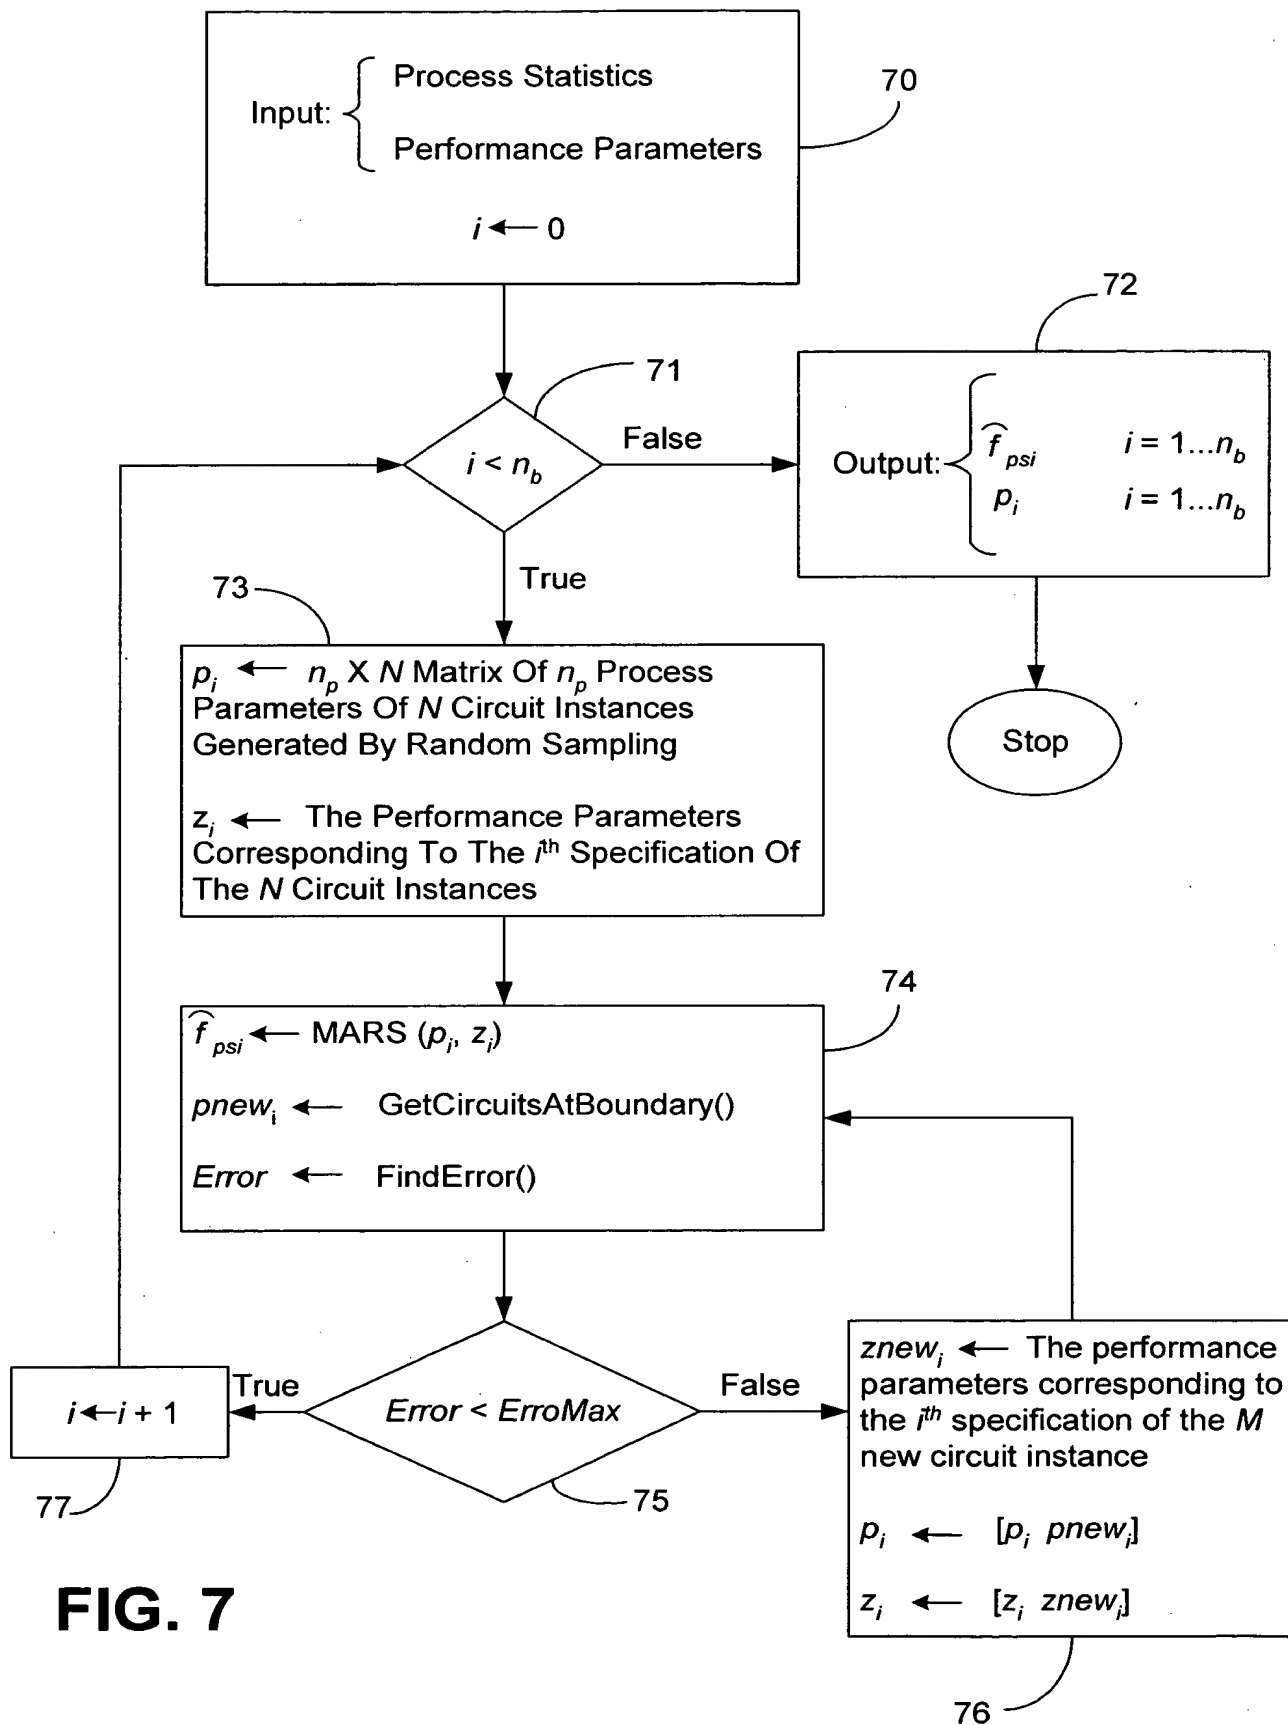 Input: { Process Statistics
Performance Parameters
i ← 0
70
71
i < n_b
False
True
72
Output: { f̂_psi i = 1...n_b
p_i i = 1...n_b
Stop
73
p_i ← n_p X N Matrix Of n_p Process
Parameters Of N Circuit Instances
Generated By Random Sampling
z_i ← The Performance Parameters
Corresponding To The i^th Specification Of
The N Circuit Instances
74
f̂_psi ← MARS (p_i, z_i)
pnew_i ← GetCircuitsAtBoundary()
Error ← FindError()
Error < ErroMax
75
True
False
i ← i + 1
77
znew_i ← The performance
parameters corresponding to
the i^th specification of the M
new circuit instance
p_i ← [p_i pnew_i]
z_i ← [z_i znew_i]
76
FIG. 7